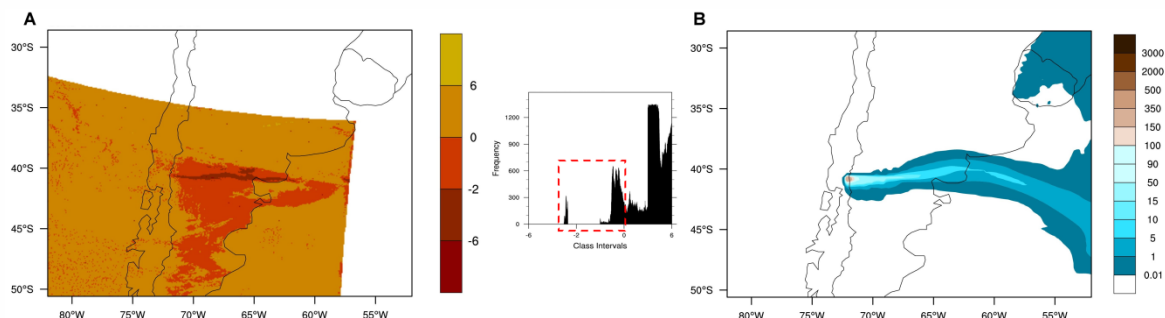 A
30°S
35°S
40°S
45°S
50°S
80°W 75°W 70°W 65°W 60°W 55°W
6
0
-2
-6
Frequency
1200
900
600
300
0
-6 -2 0 6
Class Intervals
B
30°S
35°S
40°S
45°S
50°S
80°W 75°W 70°W 65°W 60°W 55°W
3000
2000
500
350
150
100
90
50
15
10
5
1
0.01